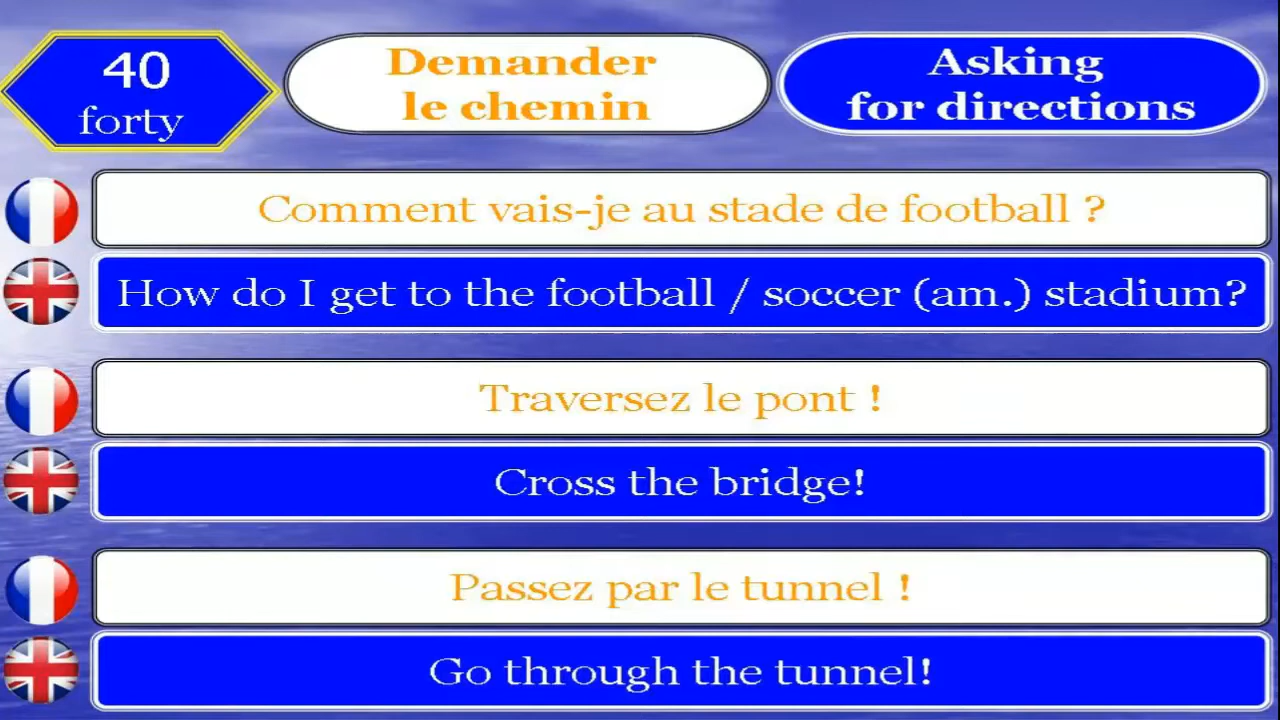 40
forty
Demander
le chemin
Asking
for directions
Comment vais-je au stade de football ?
How do I get to the football / soccer (am.) stadium?
Traversez le pont !
Cross the bridge!
Passez par le tunnel !
Go through the tunnel!